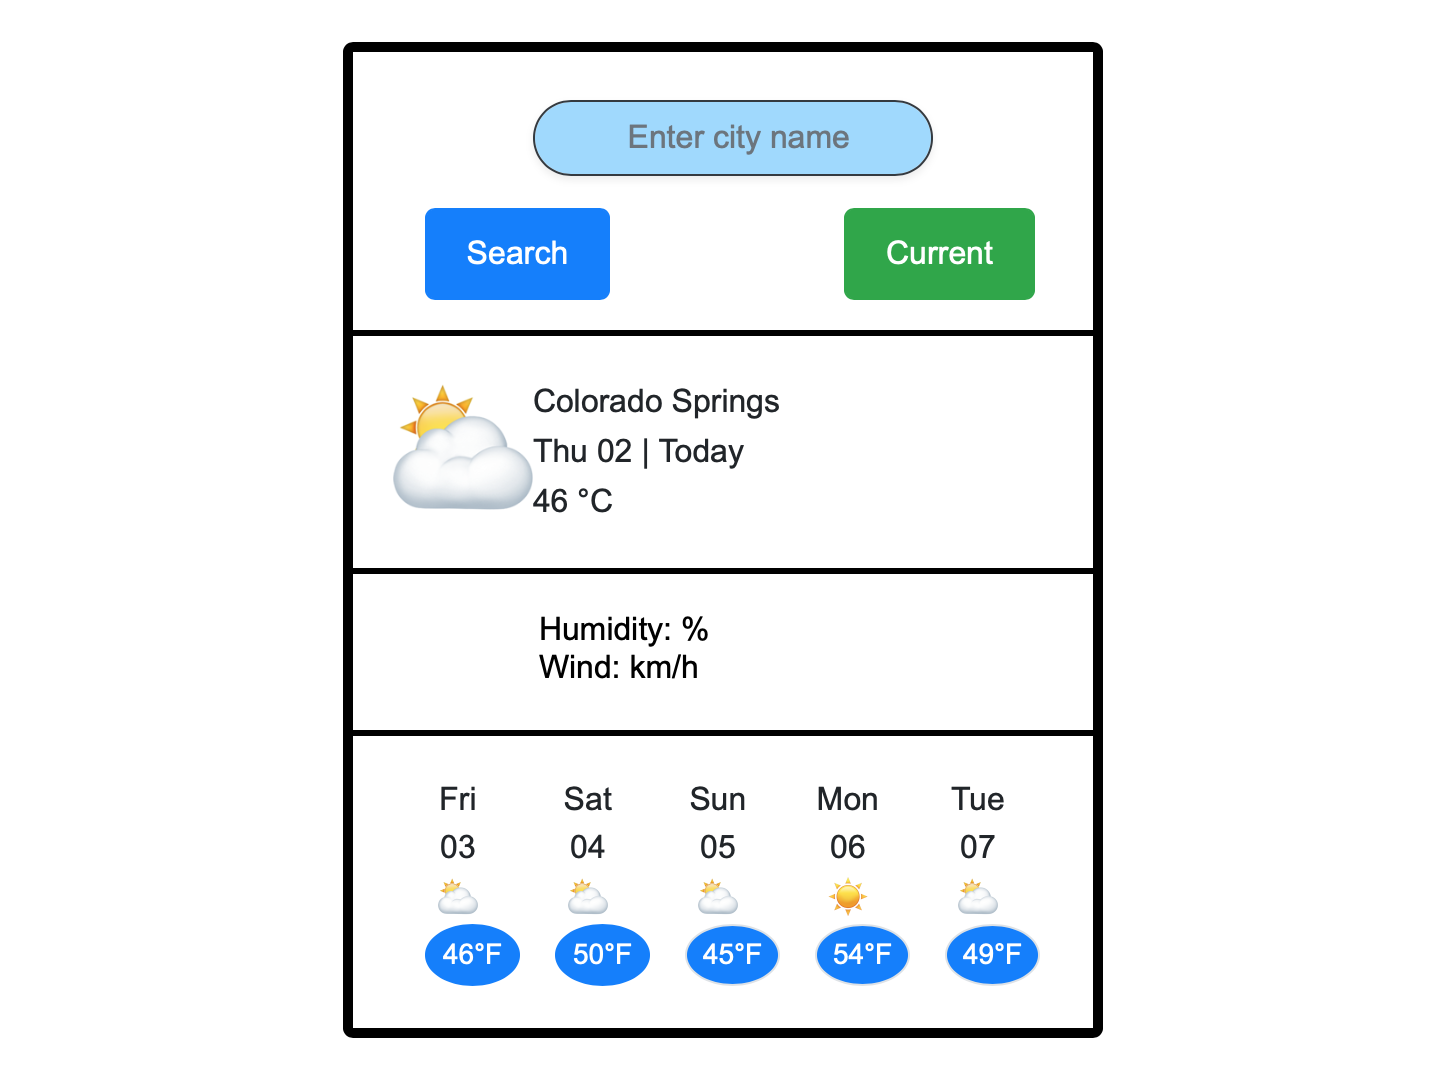 Enter city name
Search Current
Colorado Springs
Thu 02 | Today
46 °C
Humidity: %
Wind: km/h
Fri Sat Sun Mon Tue
03 04 05 06 07
46°F 50°F 45°F 54°F 49°F